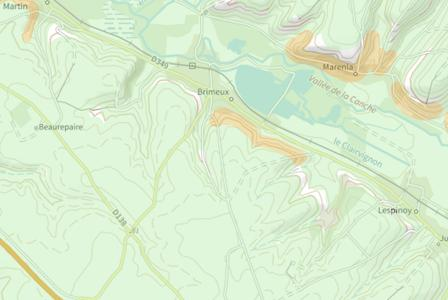 Martin
D349
Brimeux
Marenla
Vallée de la Canche
Beaurepaire
le Clairvignon
D138
Lespinoy
Ju